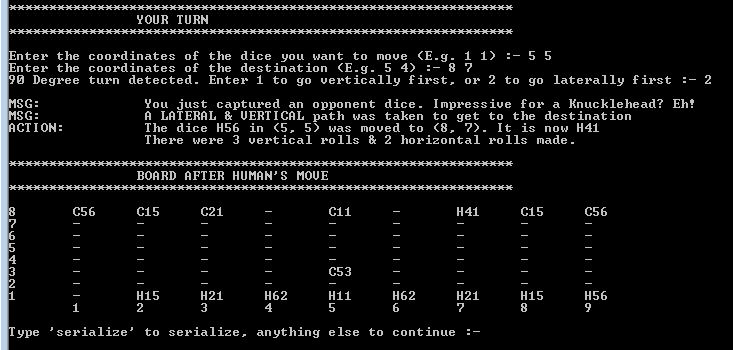 ****************************************************************
YOUR TURN
****************************************************************
Enter the coordinates of the dice you want to move (E.g. 1 1) :- 5 5
Enter the coordinates of the destination (E.g. 5 4) :- 8 7
90 Degree turn detected. Enter 1 to go vertically first, or 2 to go laterally first :- 2
MSG: You just captured an opponent dice. Impressive for a Knucklehead? Eh!
MSG: A LATERAL & VERTICAL path was taken to get to the destination
ACTION: The dice H56 in (5, 5) was moved to (8, 7). It is now H41
There were 3 vertical rolls & 2 horizontal rolls made.
****************************************************************
BOARD AFTER HUMAN'S MOVE
****************************************************************
8 C56 C15 C21 - C11 - H41 C15 C56
7 - - - - - - - - -
6 - - - - - - - - -
5 - - - - - - - - -
4 - - - - - - - - -
3 - - - - C53 - - - -
2 - - - - - - - - -
1 - H15 H21 H62 H11 H62 H21 H15 H56
1 2 3 4 5 6 7 8 9
Type 'serialize' to serialize, anything else to continue :-